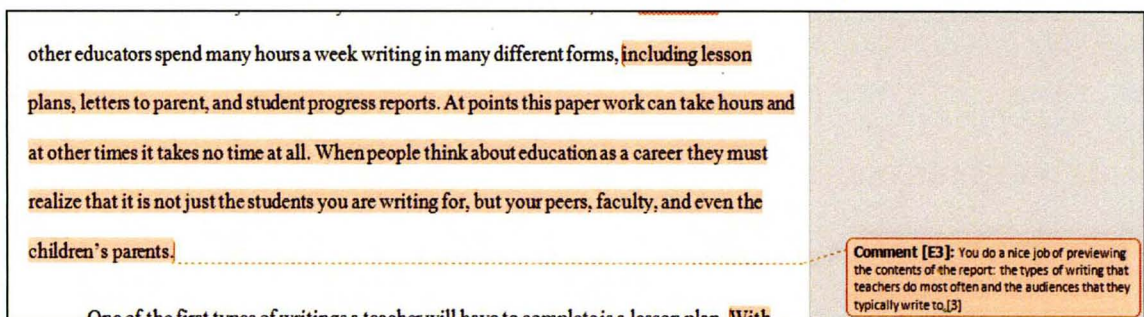 other educators spend many hours a week writing in many different forms, including lesson
plans, letters to parent, and student progress reports. At points this paper work can take hours and
at other times it takes no time at all. When people think about education as a career they must
realize that it is not just the students you are writing for, but your peers, faculty, and even the
children's parents.
Comment [E3]: You do a nice job of previewing
the contents of the report: the types of writing that
teachers do most often and the audiences that they
typically write to.[3]
One of the first types of writings a teacher will have to complete is a lesson plan. With